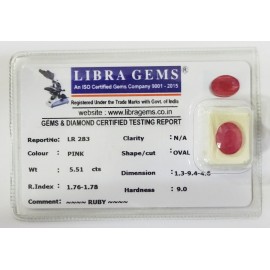 LIBRA GEMS
An ISO Certified Gems Company 9001 - 2015
Registered Under the Trade Marks with Govt. of India
website : www.libragems.co.in
GEMS & DIAMOND CERTIFIED TESTING REPORT
ReportNo: LR 283 Clarity : N/A
Colour : PINK Shape/cut : OVAL
Wt : 5.51 cts Dimension : 1.3-9.4-4.8
R.Index : 1.76-1.78 Hardness : 9.0
Comment : RUBY